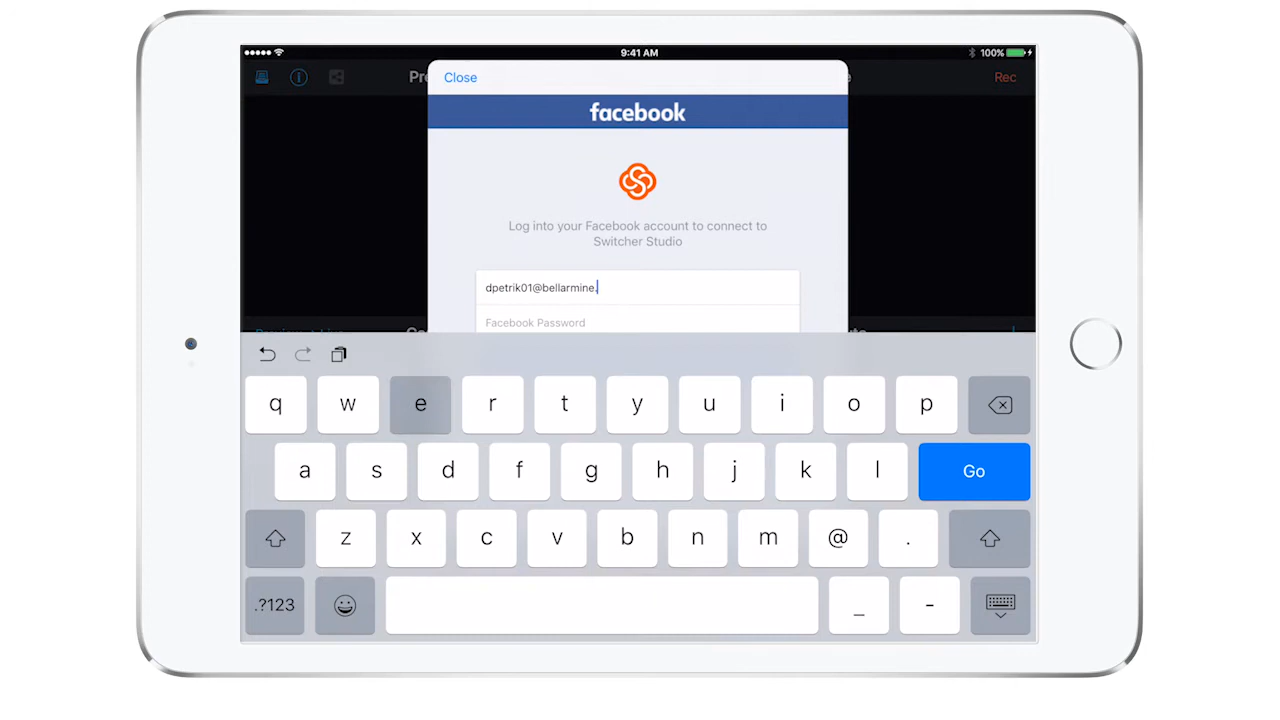 9:41 AM
100%
Pr
Rec
Close
facebook
Log into your Facebook account to connect to
Switcher Studio
dpetrik01@bellarmine.
Facebook Password
q w e r t y u i o p
a s d f g h j k l Go
z x c v b n m @ .
.?123 _ -